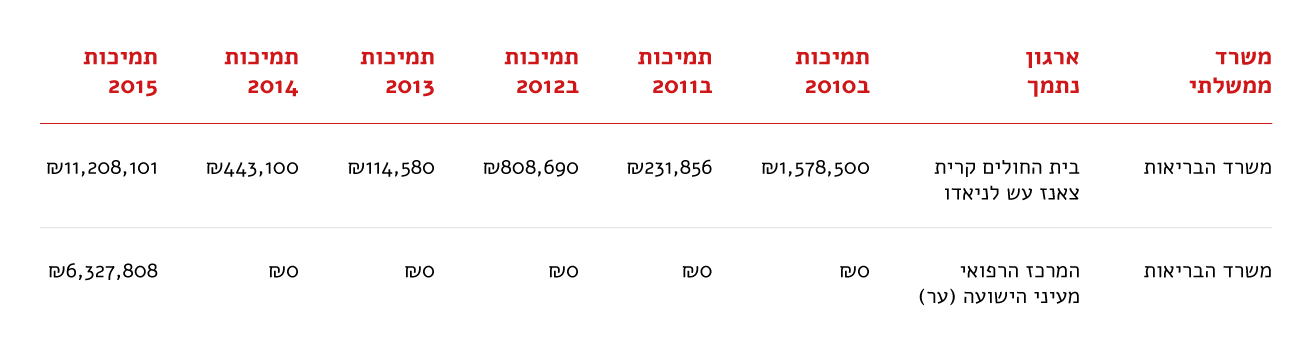 משרד ארגון תמיכות תמיכות תמיכות תמיכות תמיכות תמיכות
ממשלתי נתמך ב2010 ב2011 ב2012 2013 2014 2015
משרד הבריאות בית החולים קרית ₪1,578,500 ₪231,856 ₪808,690 ₪114,580 ₪443,100 ₪11,208,101
צאנז עש לניאדו
משרד הבריאות המרכז הרפואי ₪0 ₪0 ₪0 ₪0 ₪0 ₪6,327,808
מעיני הישועה (ער)